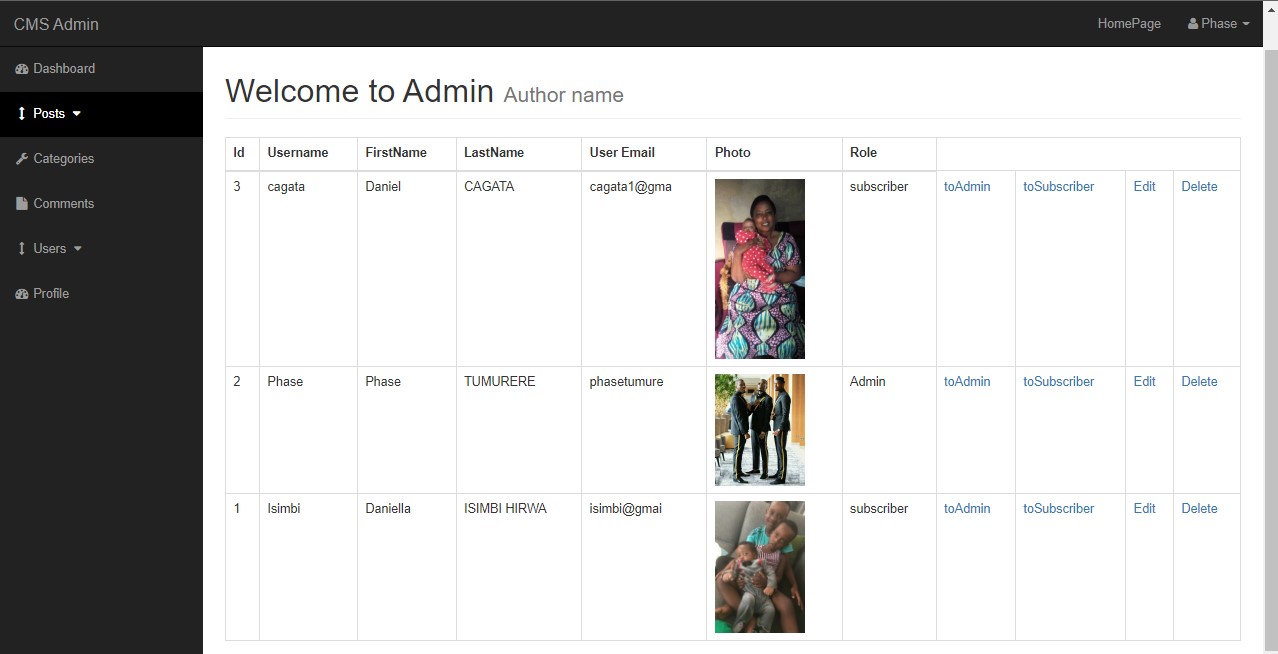 CMS Admin HomePage Phase
Dashboard
Posts
Categories
Comments
Users
Profile
Welcome to Admin Author name
Id Username FirstName LastName User Email Photo Role
3 cagata Daniel CAGATA cagata1@gma subscriber toAdmin toSubscriber Edit Delete
2 Phase Phase TUMURERE phasetumure Admin toAdmin toSubscriber Edit Delete
1 Isimbi Daniella ISIMBI HIRWA isimbi@gmai subscriber toAdmin toSubscriber Edit Delete